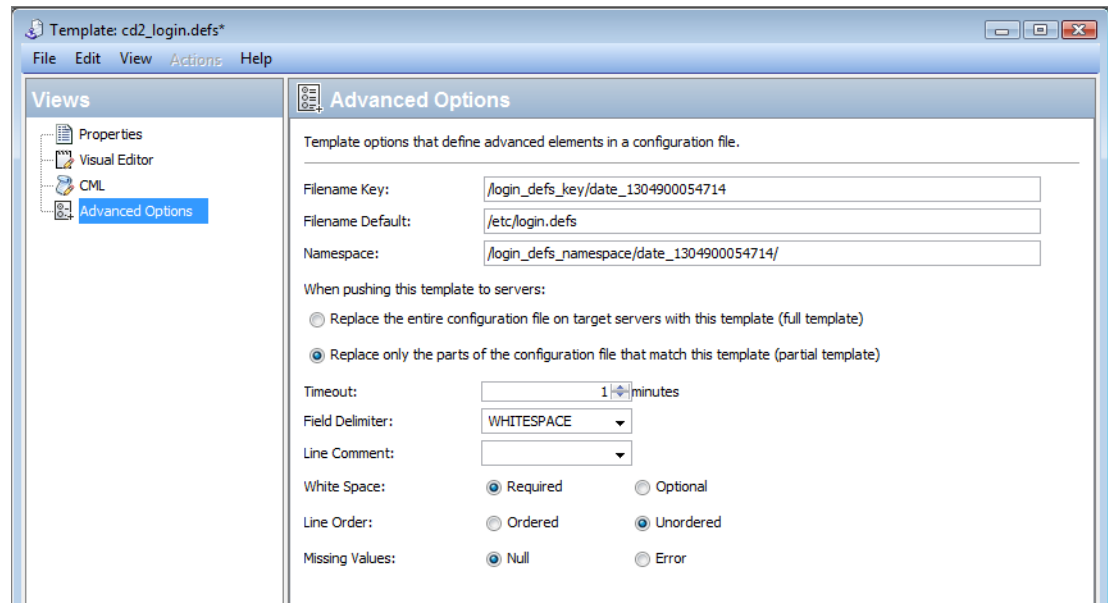 Template: cd2_login.defs*
File Edit View Actions Help
Views
Properties
Visual Editor
CML
Advanced Options
Advanced Options
Template options that define advanced elements in a configuration file.
Filename Key: /login_defs_key/date_1304900054714
Filename Default: /etc/login.defs
Namespace: /login_defs_namespace/date_1304900054714/
When pushing this template to servers:
Replace the entire configuration file on target servers with this template (full template)
Replace only the parts of the configuration file that match this template (partial template)
Timeout: 1 minutes
Field Delimiter: WHITESPACE
Line Comment:
White Space: Required Optional
Line Order: Ordered Unordered
Missing Values: Null Error